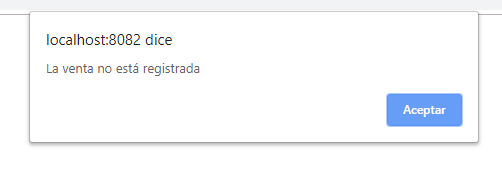 localhost:8082 dice
La venta no está registrada
Aceptar